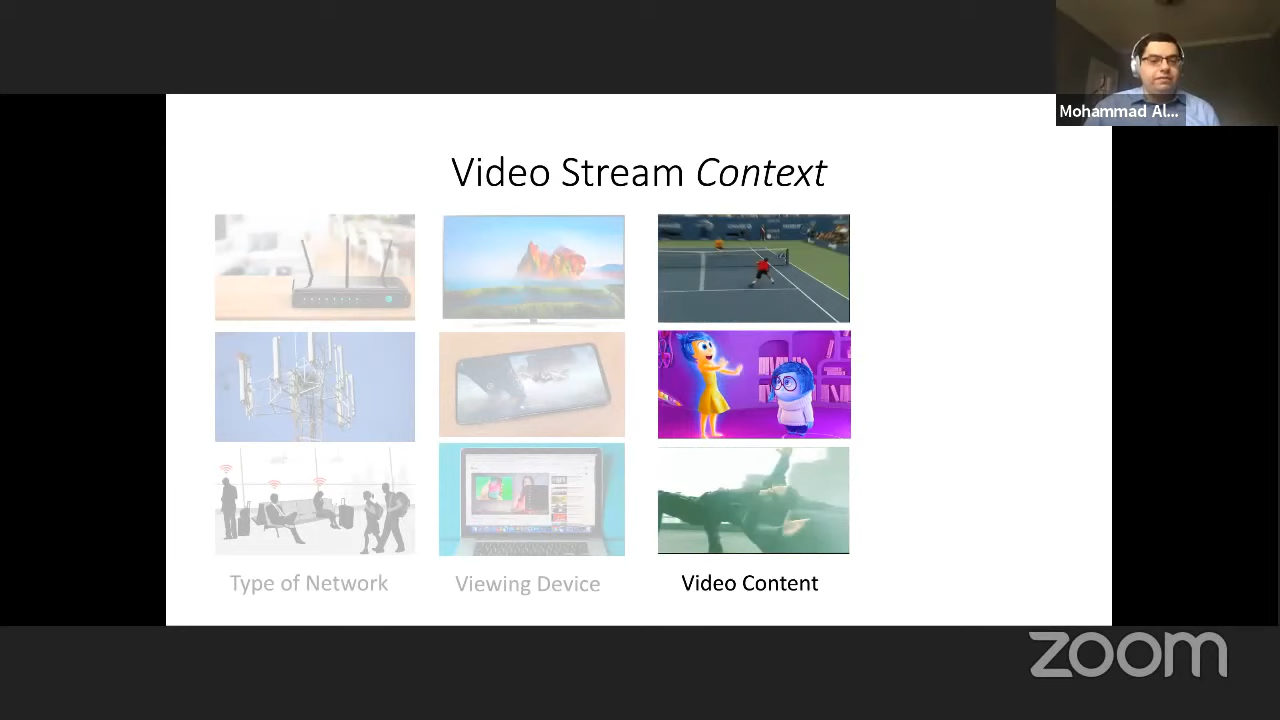 Mohammad Al...
Video Stream Context
Type of Network
Viewing Device
Video Content
zoom